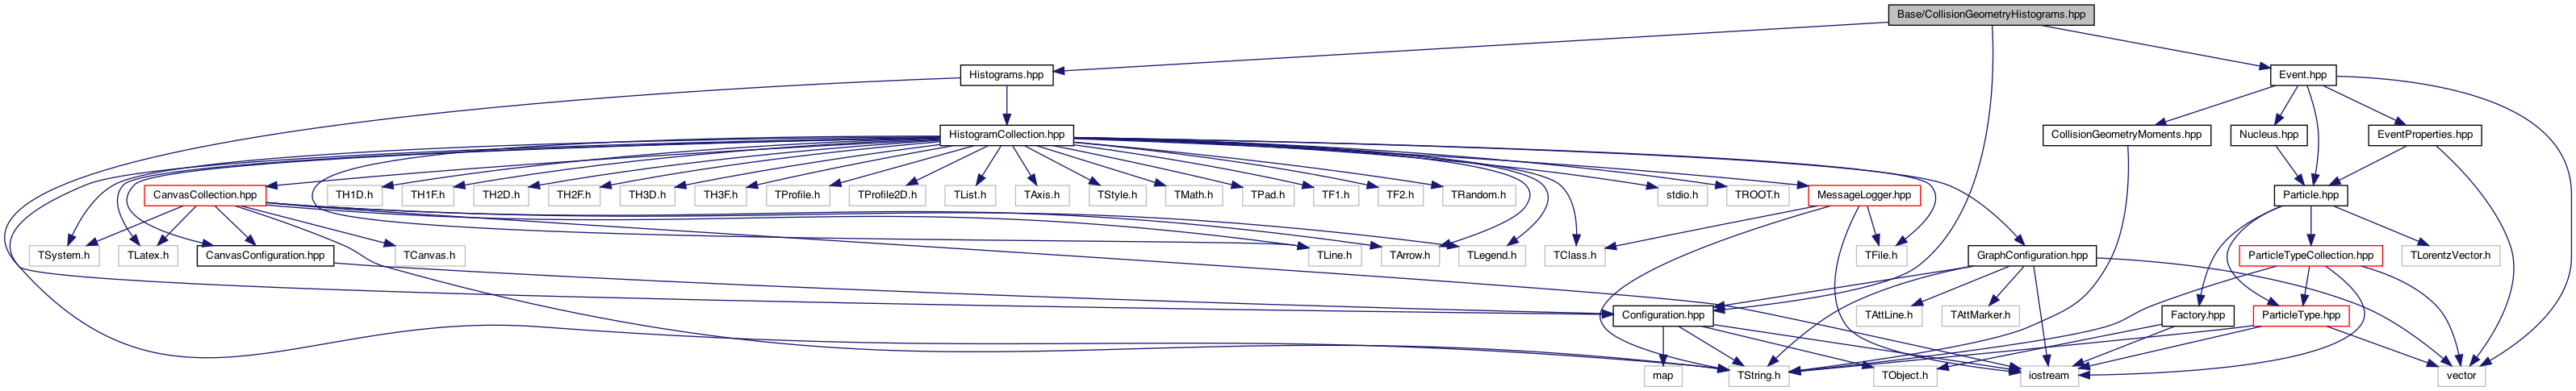 Base/CollisionGeometryHistograms.hpp
Histograms.hpp
Event.hpp
HistogramCollection.hpp
CollisionGeometryMoments.hpp
Nucleus.hpp
EventProperties.hpp
CanvasCollection.hpp
TH1D.h
TH1F.h
TH2D.h
TH2F.h
TH3D.h
TH3F.h
TProfile.h
TProfile2D.h
TList.h
TAxis.h
TStyle.h
TMath.h
TPad.h
TF1.h
TF2.h
TRandom.h
stdio.h
TROOT.h
MessageLogger.hpp
Particle.hpp
TSystem.h
TLatex.h
CanvasConfiguration.hpp
TCanvas.h
TLine.h
TArrow.h
TLegend.h
TClass.h
TFile.h
GraphConfiguration.hpp
ParticleTypeCollection.hpp
TLorentzVector.h
Configuration.hpp
TAttLine.h
TAttMarker.h
Factory.hpp
ParticleType.hpp
map
TString.h
TObject.h
iostream
vector